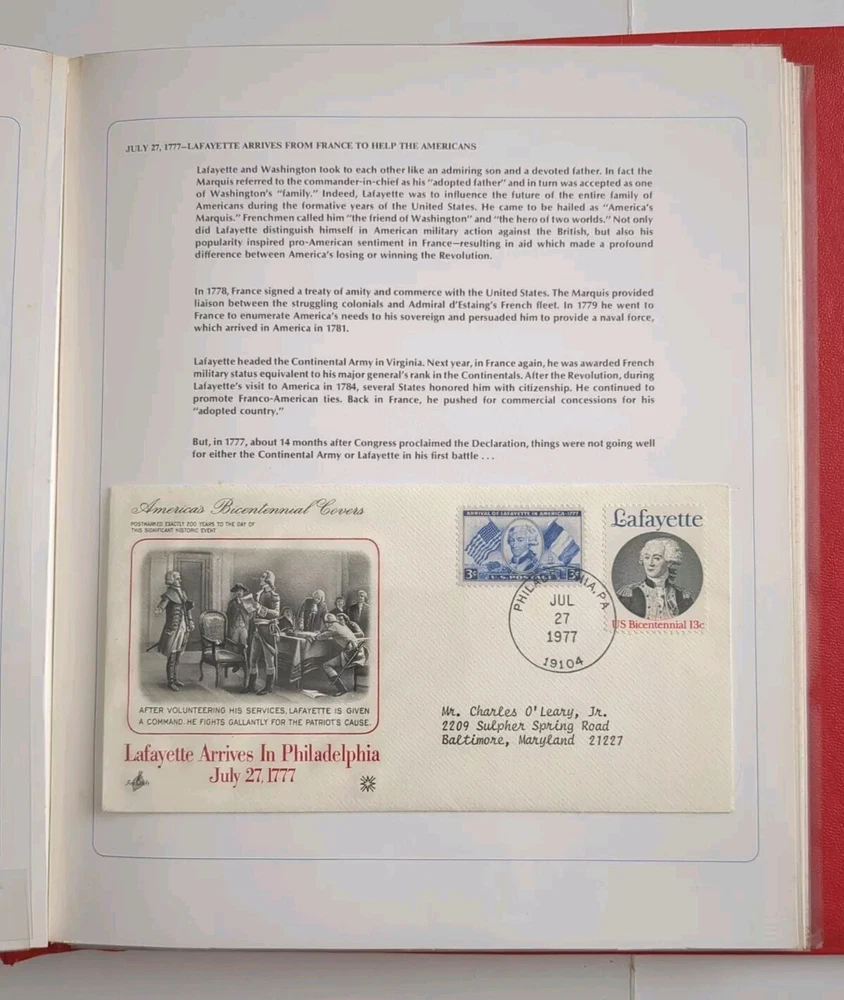 JULY 27, 1777—LAFAYETTE ARRIVES FROM FRANCE TO HELP THE AMERICANS
Lafayette and Washington took to each other like an admiring son and a devoted father. In fact the
Marquis referred to the commander-in-chief as his "adopted father" and in turn was accepted as one
of Washington's "family." Indeed, Lafayette was to influence the future of the entire family of
Americans during the formative years of the United States. He came to be hailed as "America's
Marquis." Frenchmen called him "the friend of Washington" and "the hero of two worlds." Not only
did Lafayette distinguish himself in American military action against the British, but also his
popularity inspired pro-American sentiment in France—resulting in aid which made a profound
difference between America's losing or winning the Revolution.
In 1778, France signed a treaty of amity and commerce with the United States. The Marquis provided
liaison between the struggling colonials and Admiral d'Estaing's French fleet. In 1779 he went to
France to enumerate America's needs to his sovereign and persuaded him to provide a naval force,
which arrived in America in 1781.
Lafayette headed the Continental Army in Virginia. Next year, in France again, he was awarded French
military status equivalent to his major general's rank in the Continentals. After the Revolution, during
Lafayette's visit to America in 1784, several States honored him with citizenship. He continued to
promote Franco-American ties. Back in France, he pushed for commercial concessions for his
"adopted country."
But, in 1777, about 14 months after Congress proclaimed the Declaration, things were not going well
for either the Continental Army or Lafayette in his first battle . . .
America's Bicentennial Covers
POSTMARKED EXACTLY 200 YEARS TO THE DAY OF
THIS SIGNIFICANT HISTORIC EVENT
ARRIVAL OF LAFAYETTE IN AMERICA-1777
3¢ U.S. POSTAGE 3¢
Lafayette
US Bicentennial 13c
PHILADELPHIA, PA.
JUL
27
1977
19104
AFTER VOLUNTEERING HIS SERVICES, LAFAYETTE IS GIVEN
A COMMAND. HE FIGHTS GALLANTLY FOR THE PATRIOT'S CAUSE.
Lafayette Arrives In Philadelphia
July 27, 1777
Mr. Charles O'Leary, Jr.
2209 Sulpher Spring Road
Baltimore, Maryland 21227